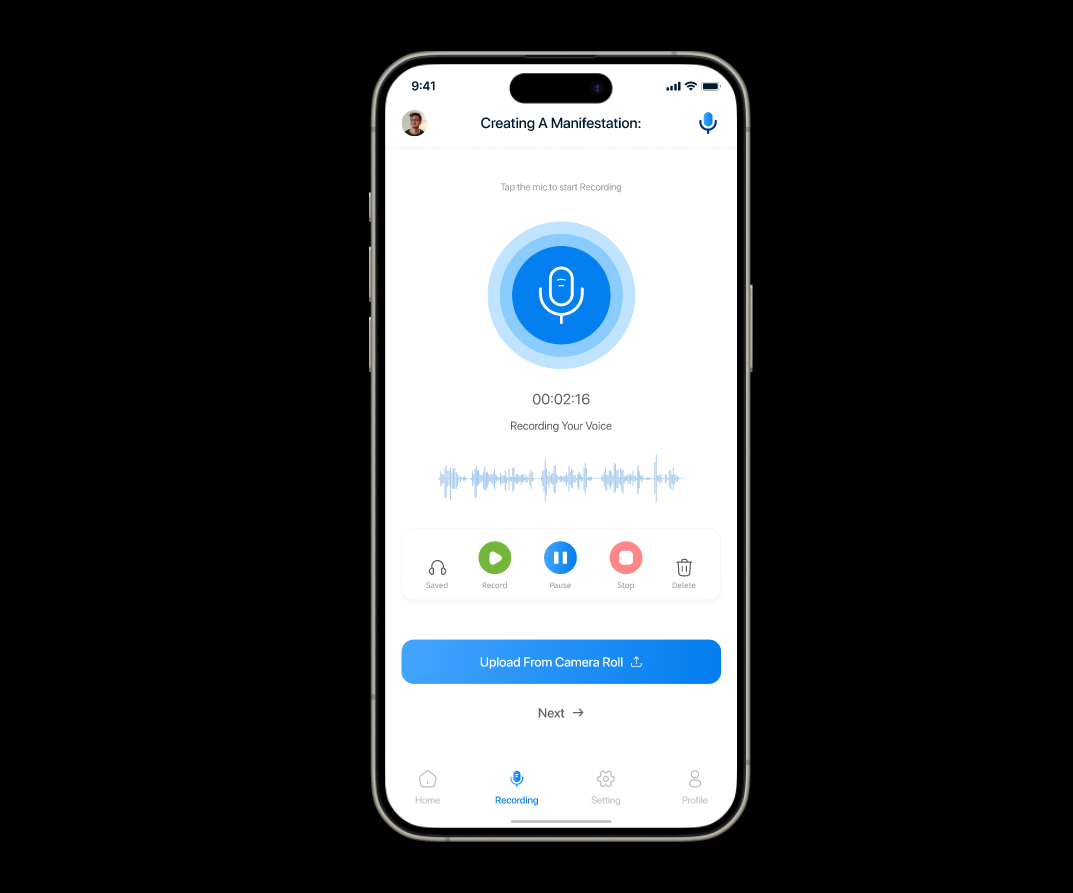 9:41
Creating A Manifestation:
Tap the mic to start Recording
00:02:16
Recording Your Voice
Saved Record Pause Stop Delete
Upload From Camera Roll
Next
Home Recording Setting Profile